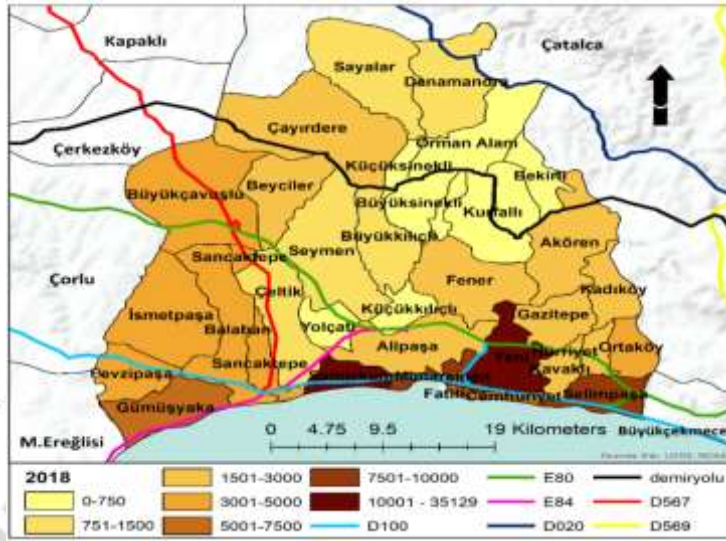 Kapaklı
Çatalca
Sayalar
Danamandıra
Çayırdere
Çerkezköy
Orman Alanı
Küçüksinekli
Bekirli
Büyükçavuşlu
Beyciler
Büyüksinekli
Kurfallı
Büyükkılıçlı
Akören
Sancaktepe
Seymen
Çorlu
Fener
Çeltik
Kadıköy
İsmetpaşa
Küçükkılıçlı
Gazitepe
Balaban
Yolçatı
Alipaşa
Yeni
Hürriyet
Ortaköy
Sancaktepe
Kavaklı
Fevzipaşa
Selimpaşa
Gümüşyaka
Fatih
Cumhuriyet
M.Ereğlisi
0 4.75 9.5 19 Kilometers
Büyükçekmece
2018
0-750
751-1500
1501-3000
3001-5000
5001-7500
7501-10000
10001 - 35129
D100
E80
E84
D020
demiryolu
D567
D569